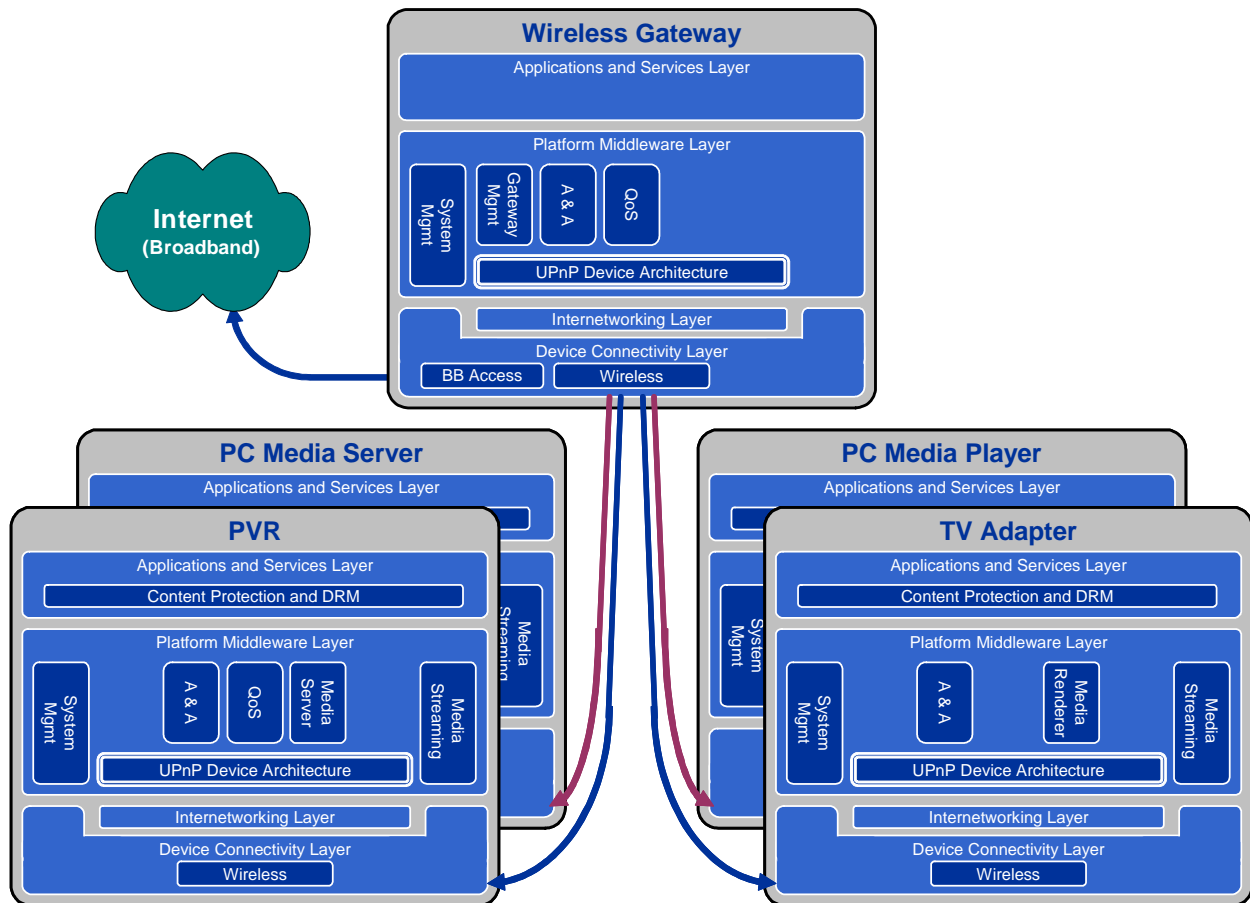 Wireless Gateway
Applications and Services Layer
Platform Middleware Layer
System
Mgmt
Gateway
Mgmt
A & A
QoS
UPnP Device Architecture
Internetworking Layer
Device Connectivity Layer
BB Access
Wireless
Internet
(Broadband)
PC Media Server
Applications and Services Layer
Media
Streaming
PVR
Applications and Services Layer
Content Protection and DRM
Platform Middleware Layer
System
Mgmt
A & A
QoS
Media
Server
Media
Streaming
UPnP Device Architecture
Internetworking Layer
Device Connectivity Layer
Wireless
PC Media Player
Applications and Services Layer
System
Mgmt
TV Adapter
Applications and Services Layer
Content Protection and DRM
Platform Middleware Layer
System
Mgmt
A & A
Media
Renderer
Media
Streaming
UPnP Device Architecture
Internetworking Layer
Device Connectivity Layer
Wireless